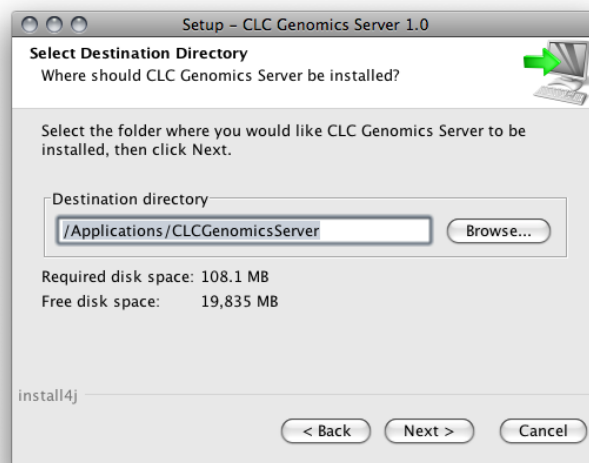 Setup – CLC Genomics Server 1.0
Select Destination Directory
Where should CLC Genomics Server be installed?
Select the folder where you would like CLC Genomics Server to be
installed, then click Next.
Destination directory
/Applications/CLCGenomicsServer
Browse...
Required disk space: 108.1 MB
Free disk space: 19,835 MB
install4j
< Back
Next >
Cancel